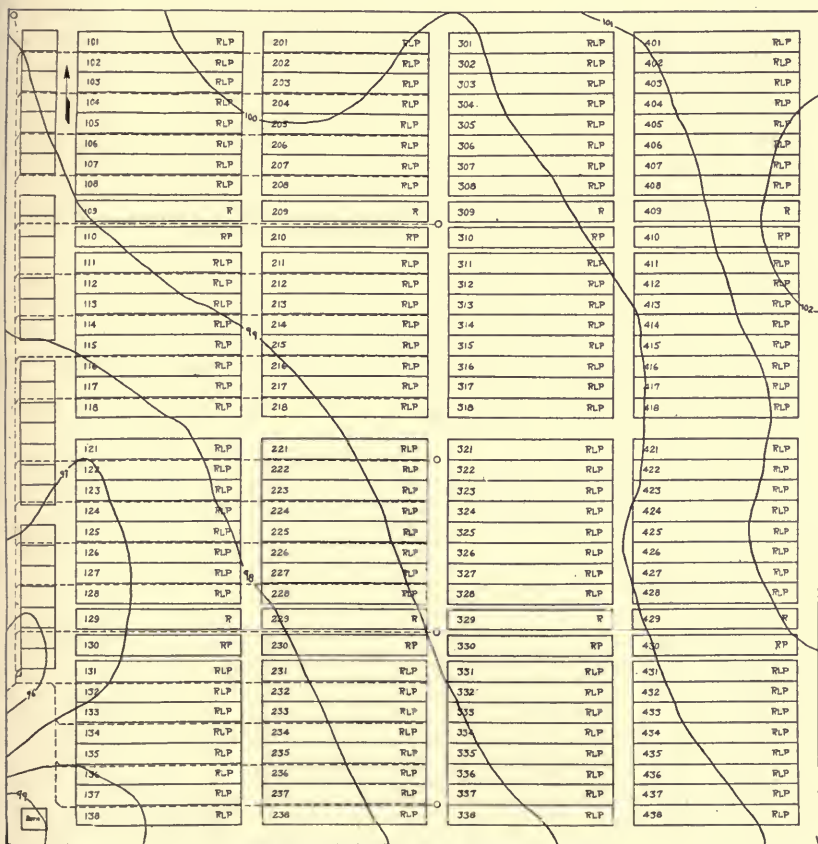 101
101 RLP 201 RLP 301 RLP 401 RLP
102 RLP 202 RLP 302 RLP 402 RLP
103 RLP 203 RLP 303 RLP 403 RLP
104 RLP 204 RLP 304 RLP 404 RLP
100
105 RLP 205 RLP 305 RLP 405 RLP
106 RLP 206 RLP 306 RLP 406 RLP
107 RLP 207 RLP 307 RLP 407 RLP
108 RLP 208 RLP 308 RLP 408 RLP
109 R 209 R 309 R 409 R
110 RP 210 RP 310 RP 410 RP
111 RLP 211 RLP 311 RLP 411 RLP
112 RLP 212 RLP 312 RLP 412 RLP
113 RLP 213 RLP 313 RLP 413 RLP
102
114 RLP 214 RLP 314 RLP 414 RLP
99
115 RLP 215 RLP 315 RLP 415 RLP
116 RLP 216 RLP 316 RLP 416 RLP
117 RLP 217 RLP 317 RLP 417 RLP
118 RLP 218 RLP 318 RLP 418 RLP
121 RLP 221 RLP 321 RLP 421 RLP
97
122 RLP 222 RLP 322 RLP 422 RLP
123 RLP 223 RLP 323 RLP 423 RLP
124 RLP 224 RLP 324 RLP 424 RLP
125 RLP 225 RLP 325 RLP 425 RLP
126 RLP 226 RLP 326 RLP 426 RLP
127 RLP 227 RLP 327 RLP 427 RLP
98
128 RLP 228 RLP 328 RLP 428 RLP
129 R 229 R 329 R 429 R
130 RP 230 RP 330 RP 430 RP
131 RLP 231 RLP 331 RLP 431 RLP
96
132 RLP 232 RLP 332 RLP 432 RLP
133 RLP 233 RLP 333 RLP 433 RLP
134 RLP 234 RLP 334 RLP 434 RLP
135 RLP 235 RLP 335 RLP 435 RLP
136 RLP 236 RLP 336 RLP 436 RLP
99
137 RLP 237 RLP 337 RLP 437 RLP
Barn
138 RLP 238 RLP 338 RLP 438 RLP